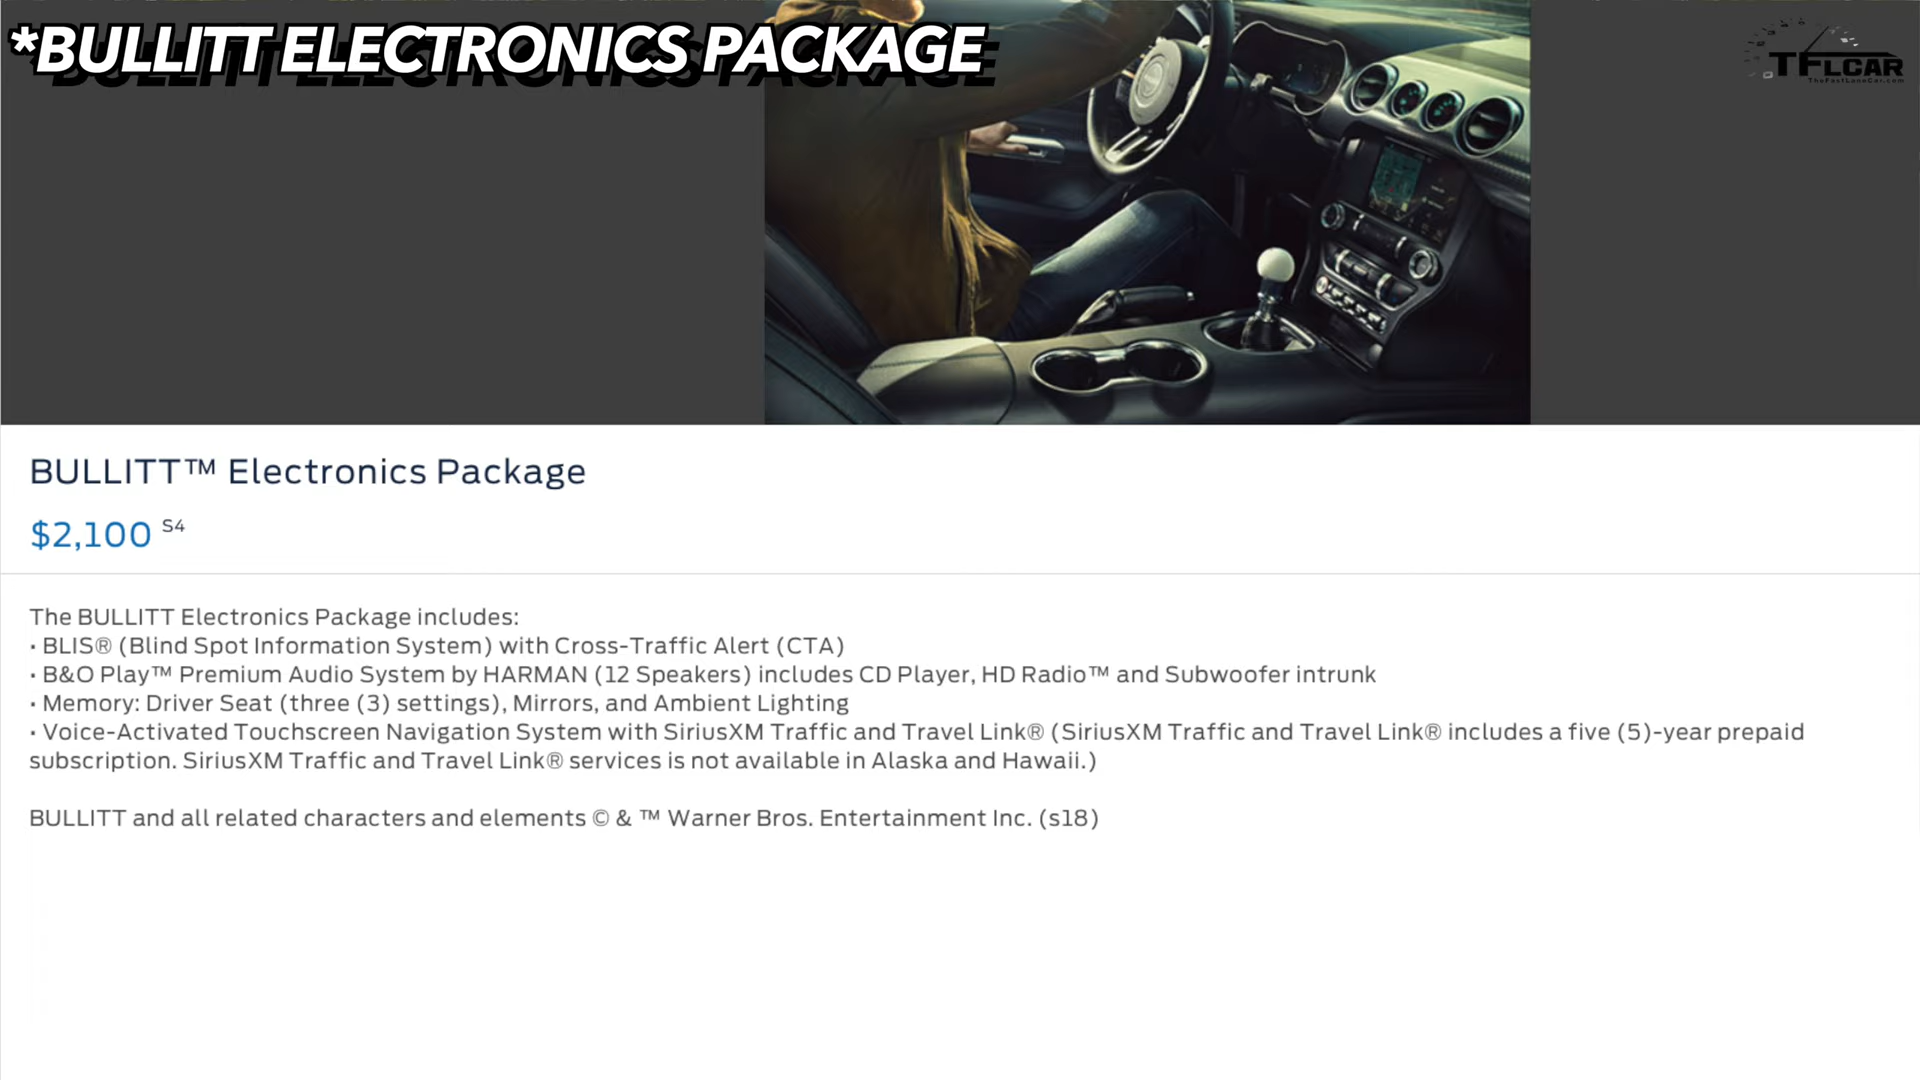 *BULLITT ELECTRONICS PACKAGE
TFLCAR
TheFastLaneCar.com
BULLITT™ Electronics Package
$2,100 S4
The BULLITT Electronics Package includes:
· BLIS® (Blind Spot Information System) with Cross-Traffic Alert (CTA)
· B&O Play™ Premium Audio System by HARMAN (12 Speakers) includes CD Player, HD Radio™ and Subwoofer intrunk
· Memory: Driver Seat (three (3) settings), Mirrors, and Ambient Lighting
· Voice-Activated Touchscreen Navigation System with SiriusXM Traffic and Travel Link® (SiriusXM Traffic and Travel Link® includes a five (5)-year prepaid
subscription. SiriusXM Traffic and Travel Link® services is not available in Alaska and Hawaii.)
BULLITT and all related characters and elements © & ™ Warner Bros. Entertainment Inc. (s18)